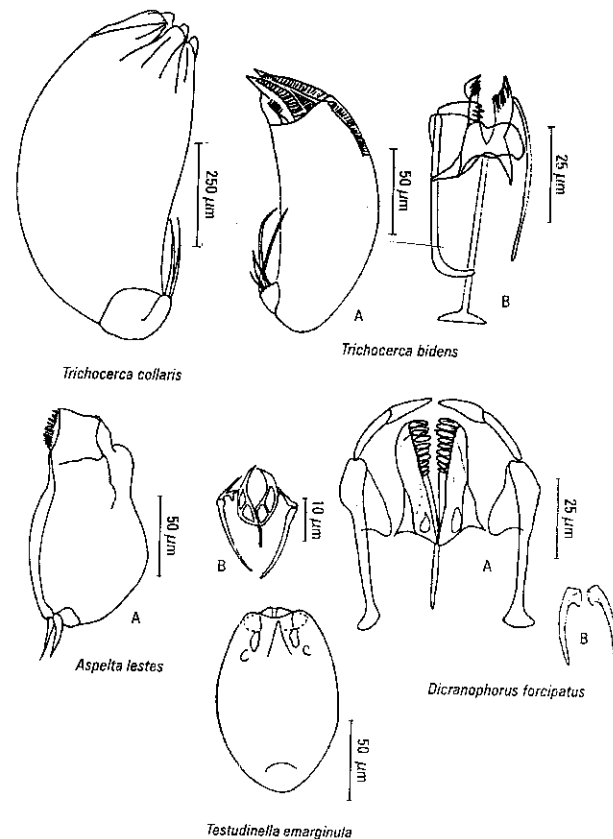 250 µm
50 µm
25 µm
A
B
Trichocerca collaris
Trichocerca bidens
50 µm
A
B
10 µm
A
25 µm
B
Aspelta lestes
Dicranophorus forcipatus
50 µm
Testudinella emarginula